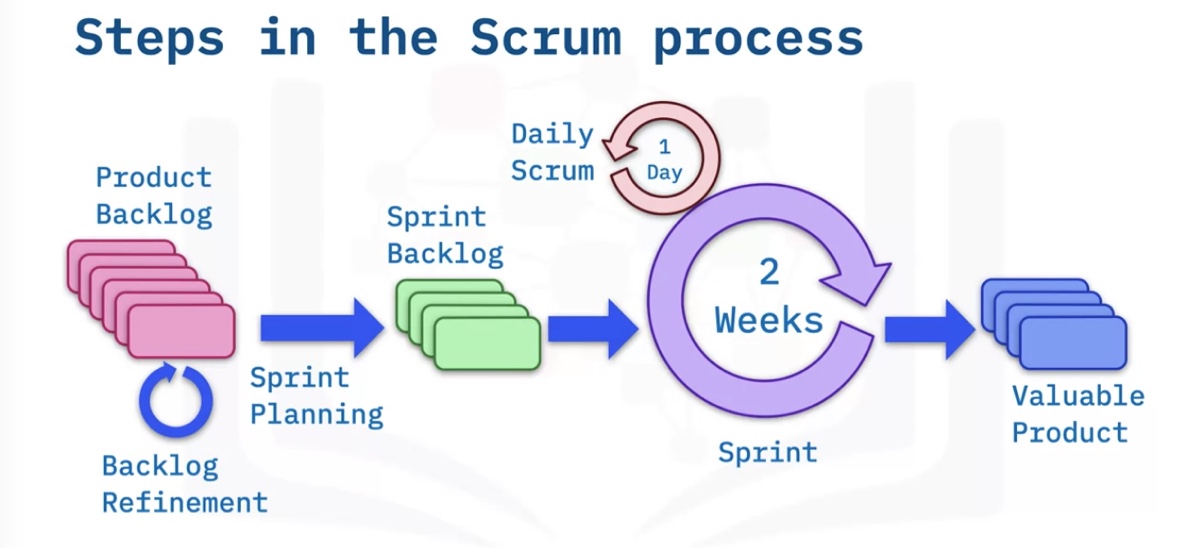 Steps in the Scrum process
Product
Backlog
Backlog
Refinement
Sprint
Planning
Sprint
Backlog
Daily
Scrum
1
Day
2
Weeks
Sprint
Valuable
Product